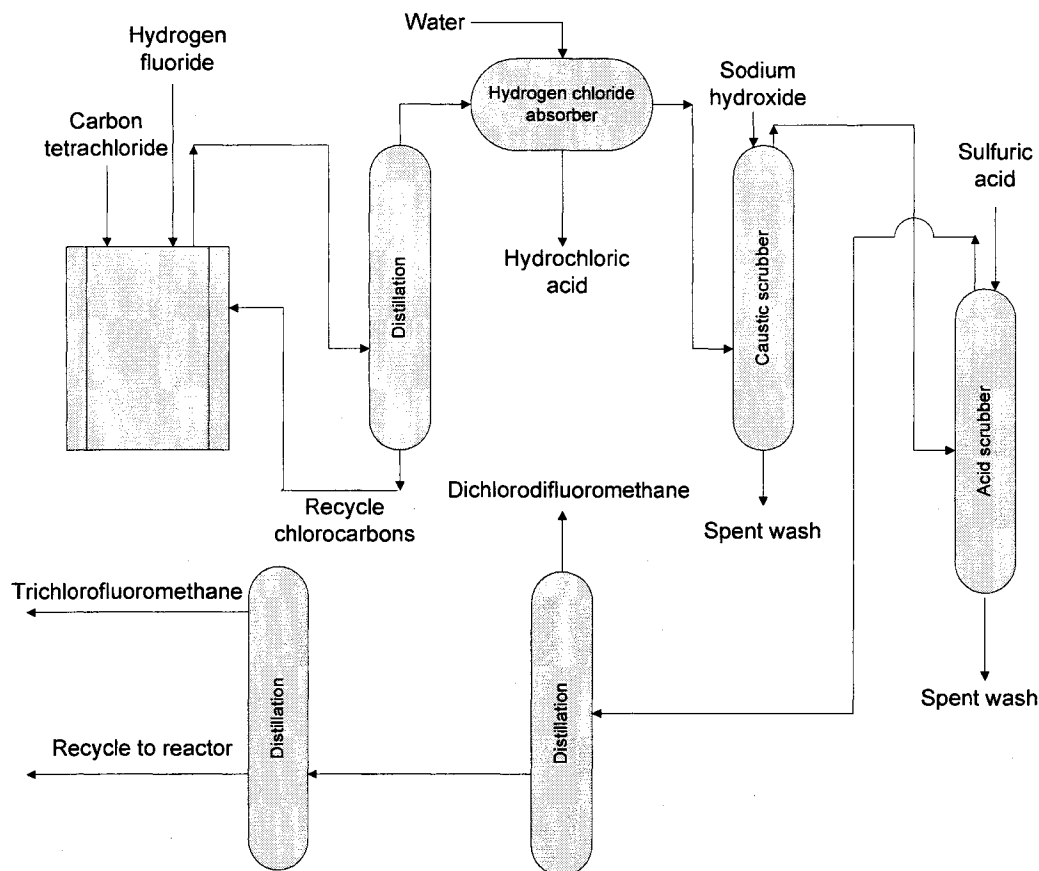 Water
Hydrogen
fluoride
Carbon
tetrachloride
Hydrogen chloride
absorber
Sodium
hydroxide
Sulfuric
acid
Distillation
Hydrochloric
acid
Caustic scrubber
Acid scrubber
Recycle
chlorocarbons
Dichlorodifluoromethane
Spent wash
Spent wash
Trichlorofluoromethane
Distillation
Distillation
Recycle to reactor